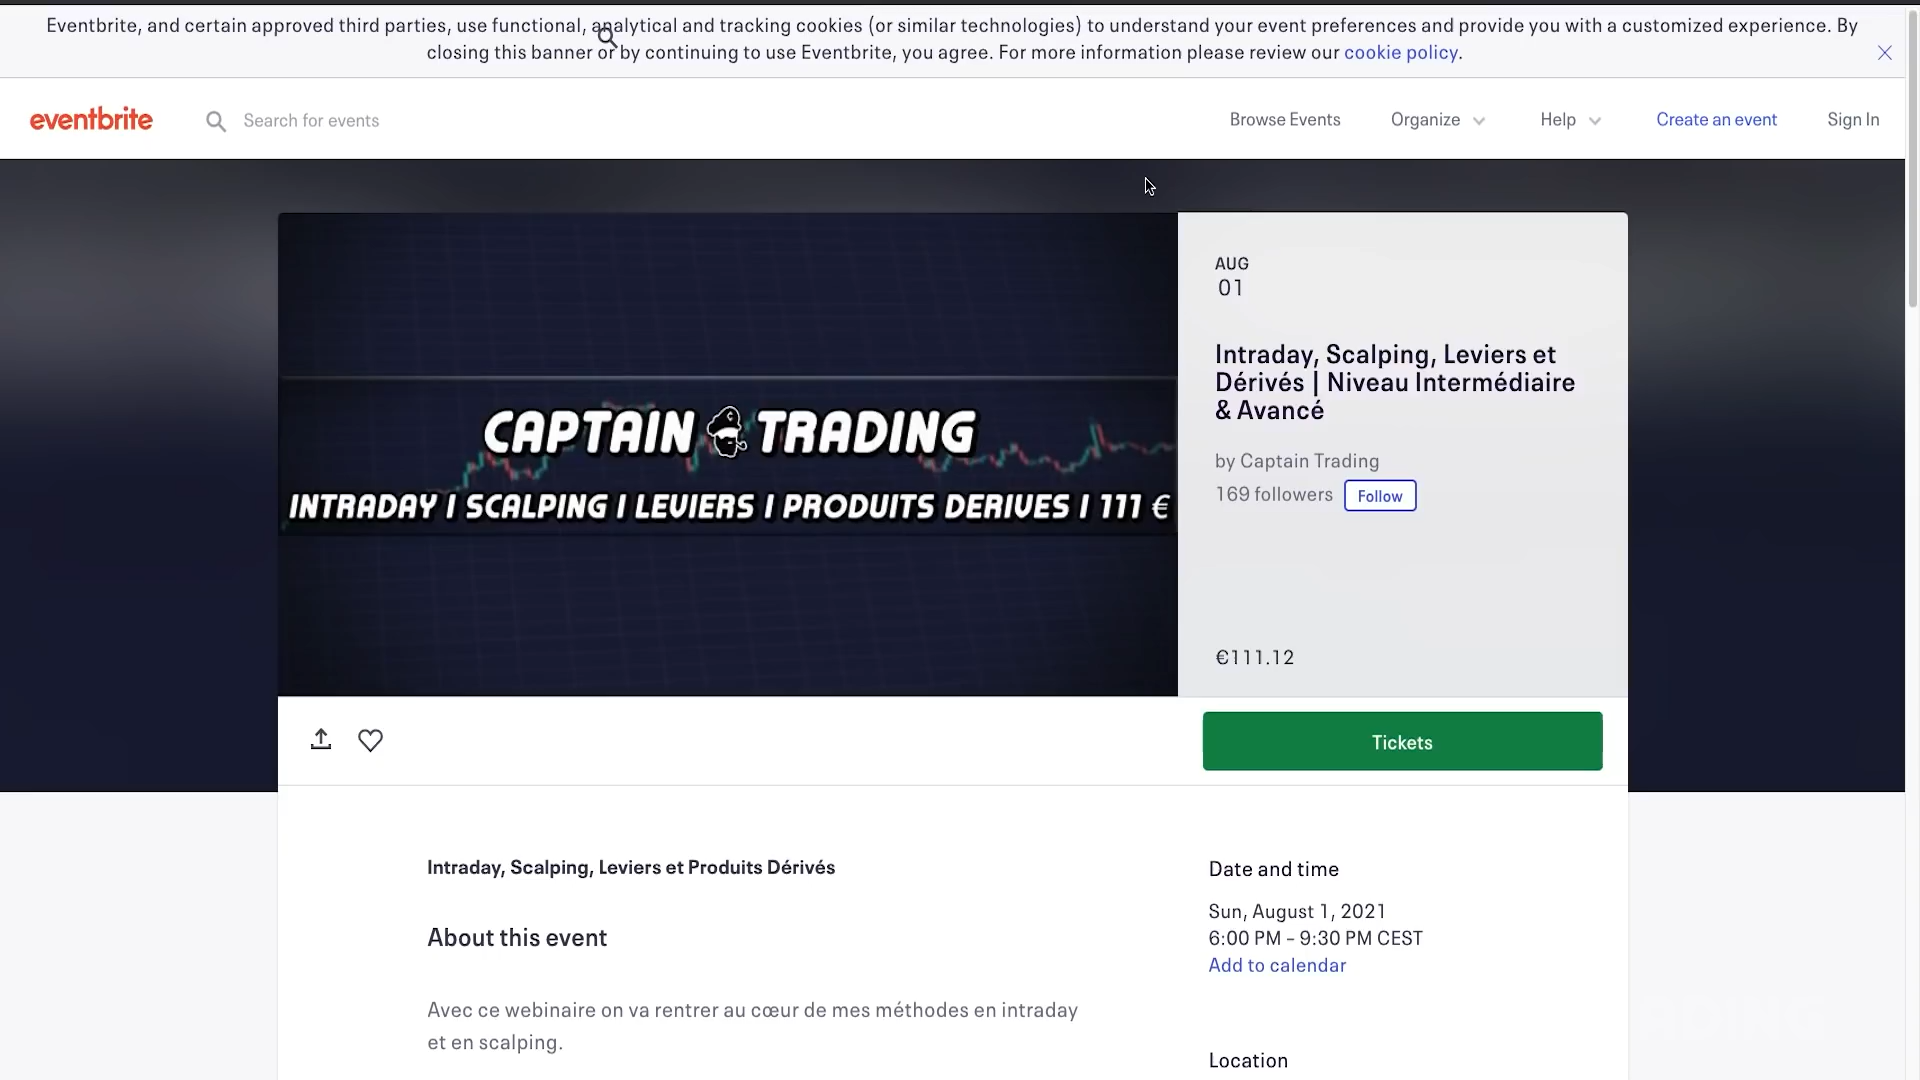 Eventbrite, and certain approved third parties, use functional, analytical and tracking cookies (or similar technologies) to understand your event preferences and provide you with a customized experience. By
closing this banner or by continuing to use Eventbrite, you agree. For more information please review our cookie policy.
eventbrite
Search for events
Browse Events
Organize
Help
Create an event
Sign In
CAPTAIN TRADING
INTRADAY I SCALPING I LEVIERS I PRODUITS DERIVES I 111 €
AUG
01
Intraday, Scalping, Leviers et
Dérivés | Niveau Intermédiaire
& Avancé
by Captain Trading
169 followers
Follow
€111.12
Tickets
Intraday, Scalping, Leviers et Produits Dérivés
About this event
Avec ce webinaire on va rentrer au cœur de mes méthodes en intraday
et en scalping.
Date and time
Sun, August 1, 2021
6:00 PM – 9:30 PM CEST
Add to calendar
Location